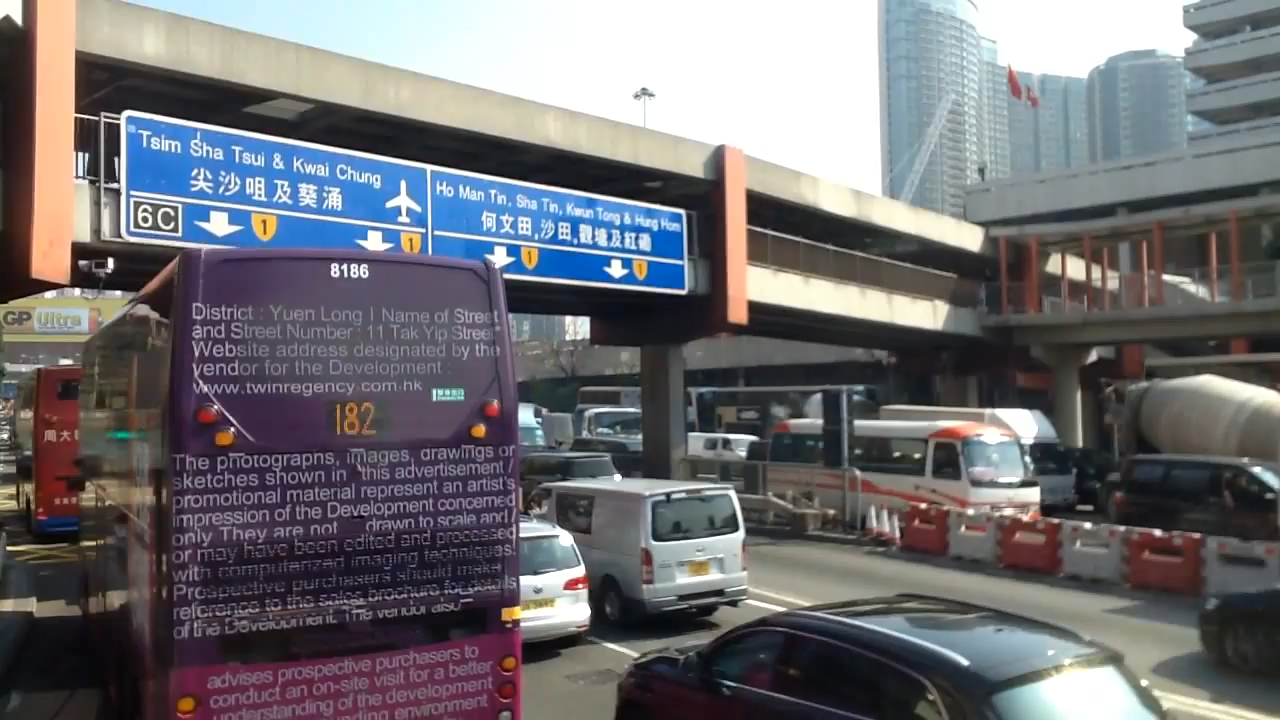 Tsim Sha Tsui & Kwai Chung
尖沙咀及葵涌
6C
1
1
Ho Man Tin, Sha Tin, Kwun Tong & Hung Hom
何文田,沙田,觀塘及紅磡
1
1
GP Ultra
周大
8186
District : Yuen Long | Name of Street
and Street Number : 11 Tak Yip Street
Website address designated by the
vendor for the Development :
www.twinregency.com.hk
182
The photographs, images, drawings or
sketches shown in this advertisement /
promotional material represent an artist's
impression of the Development concerned
only They are not drawn to scale and /
or may have been edited and processed
with computerized imaging techniques.
Prospective purchasers should make
reference to the sales brochure for details
of the Development. The vendor also
advises prospective purchasers to
conduct an on-site visit for a better
understanding of the development
environment